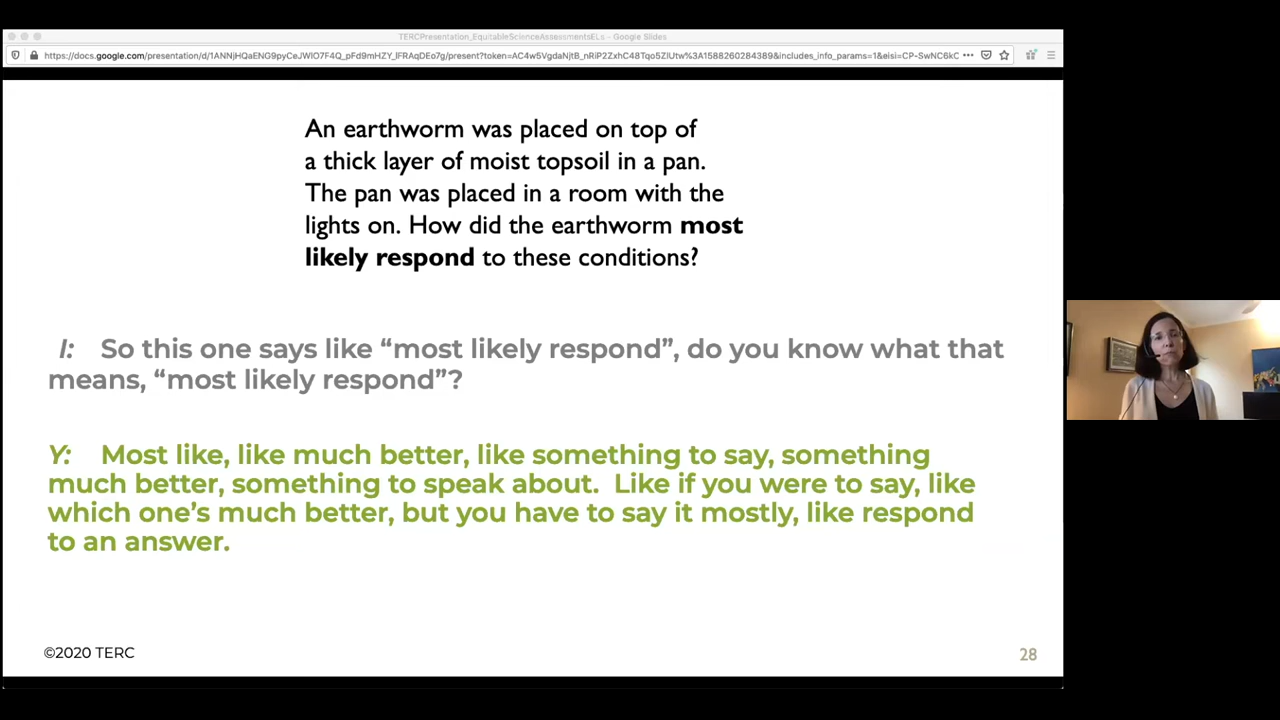 TERCPresentation_EquitableScienceAssessmentsELs - Google Slides
An earthworm was placed on top of
a thick layer of moist topsoil in a pan.
The pan was placed in a room with the
lights on. How did the earthworm most
likely respond to these conditions?
I: So this one says like “most likely respond”, do you know what that
means, “most likely respond”?
Y: Most like, like much better, like something to say, something
much better, something to speak about. Like if you were to say, like
which one’s much better, but you have to say it mostly, like respond
to an answer.
©2020 TERC
28